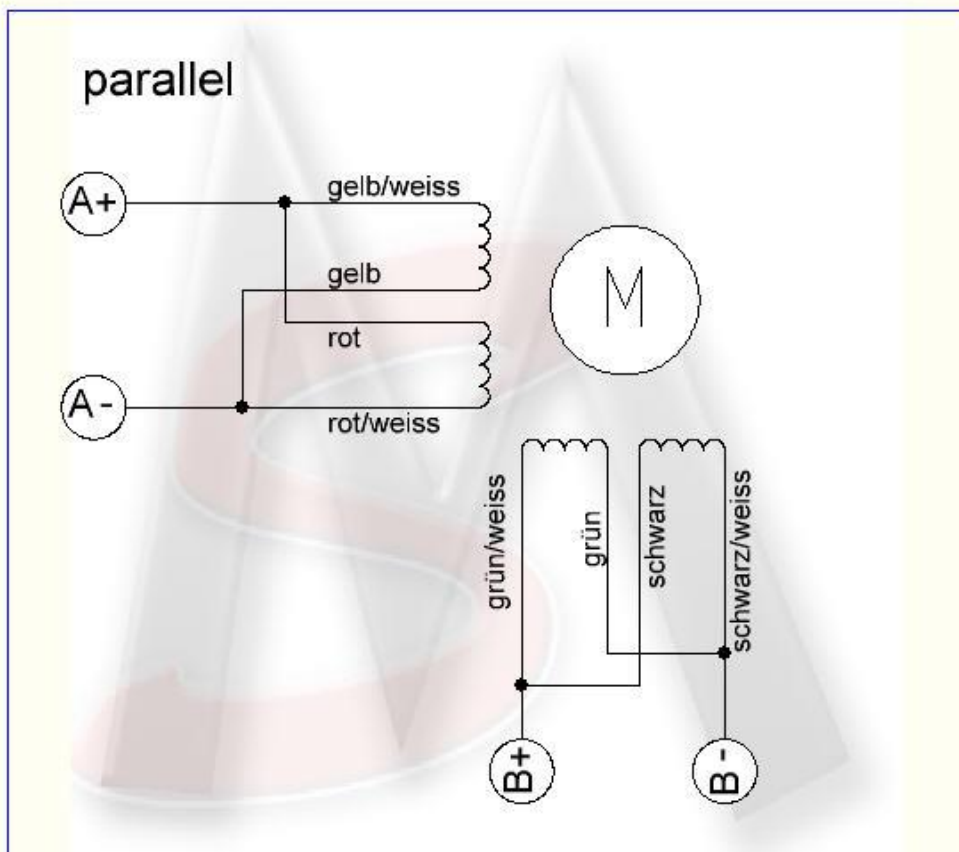 parallel
A+
gelb/weiss
gelb
rot
A-
rot/weiss
M
grün/weiss
grün
schwarz
schwarz/weiss
B+
B-